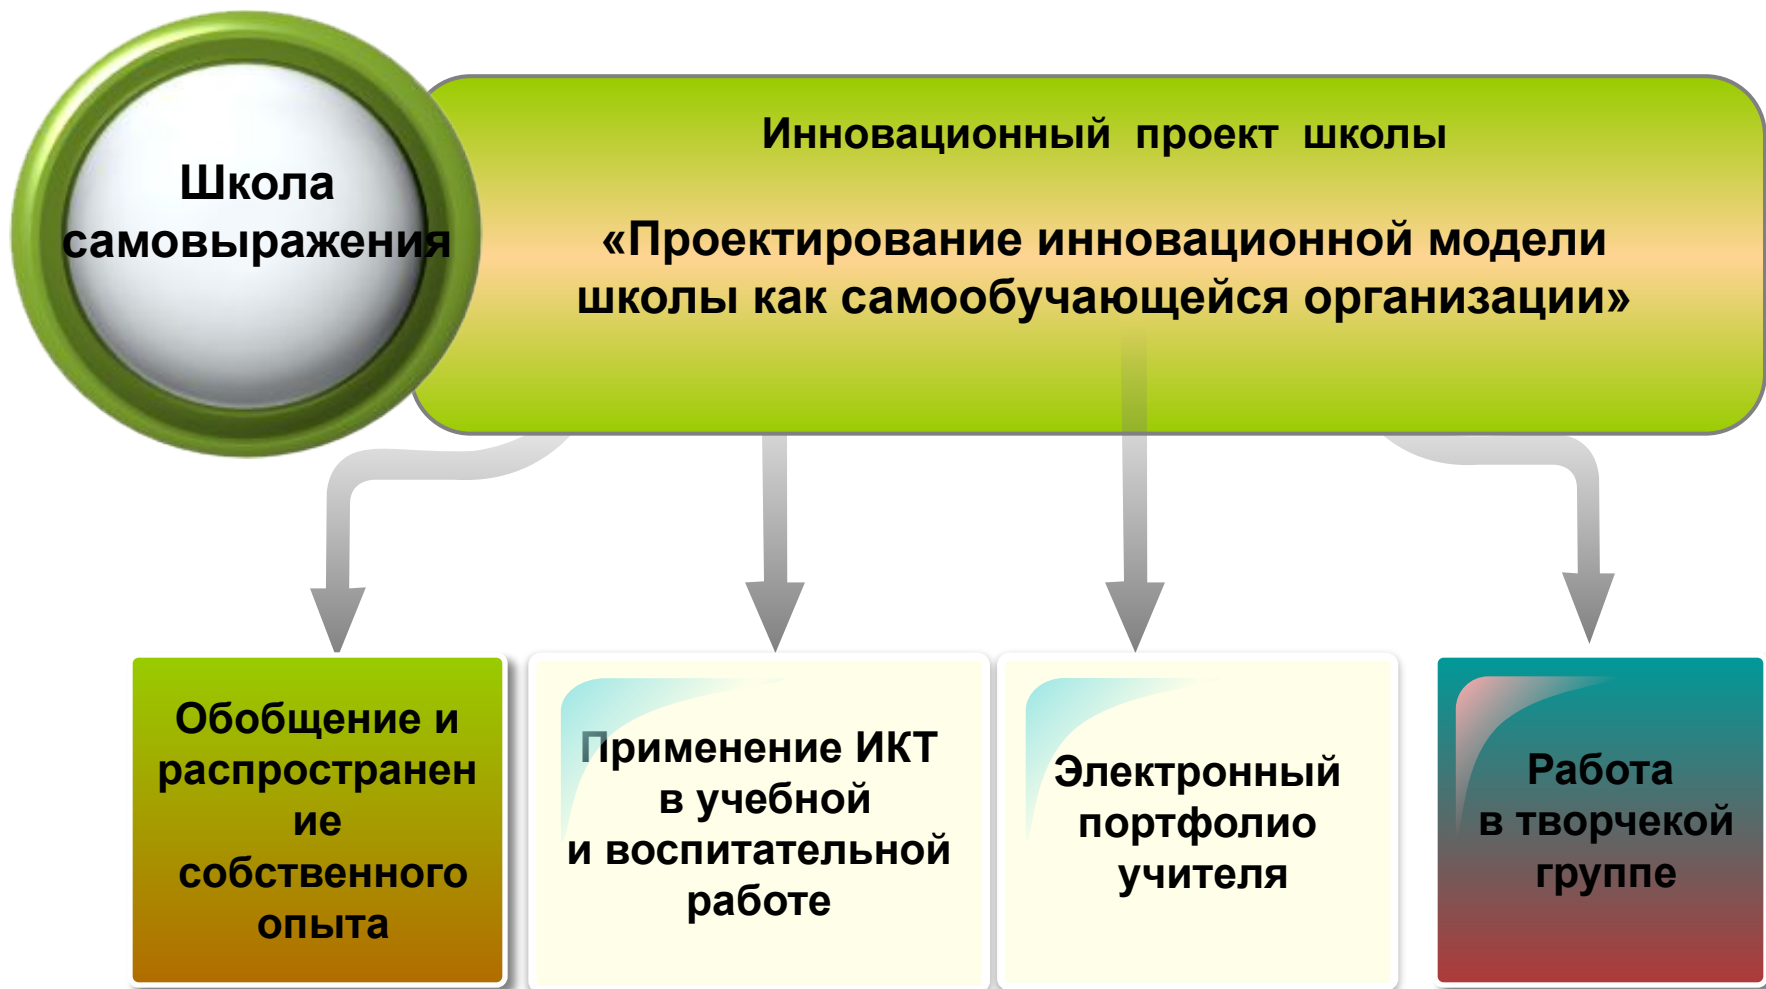 Школа
самовыражения
Инновационный проект школы
«Проектирование инновационной модели
школы как самообучающейся организации»
Обобщение и
распространен
ие
собственного
опыта
Применение ИКТ
в учебной
и воспитательной
работе
Электронный
портфолио
учителя
Работа
в творчекой
группе